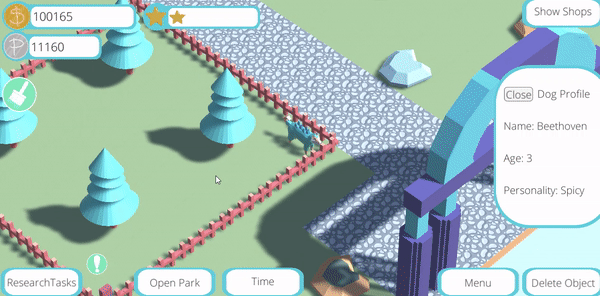 100165
Show Shops
11160
Close Dog Profile
Name: Beethoven
Age: 3
Personality: Spicy
ResearchTasks
Open Park
Time
Menu
Delete Object